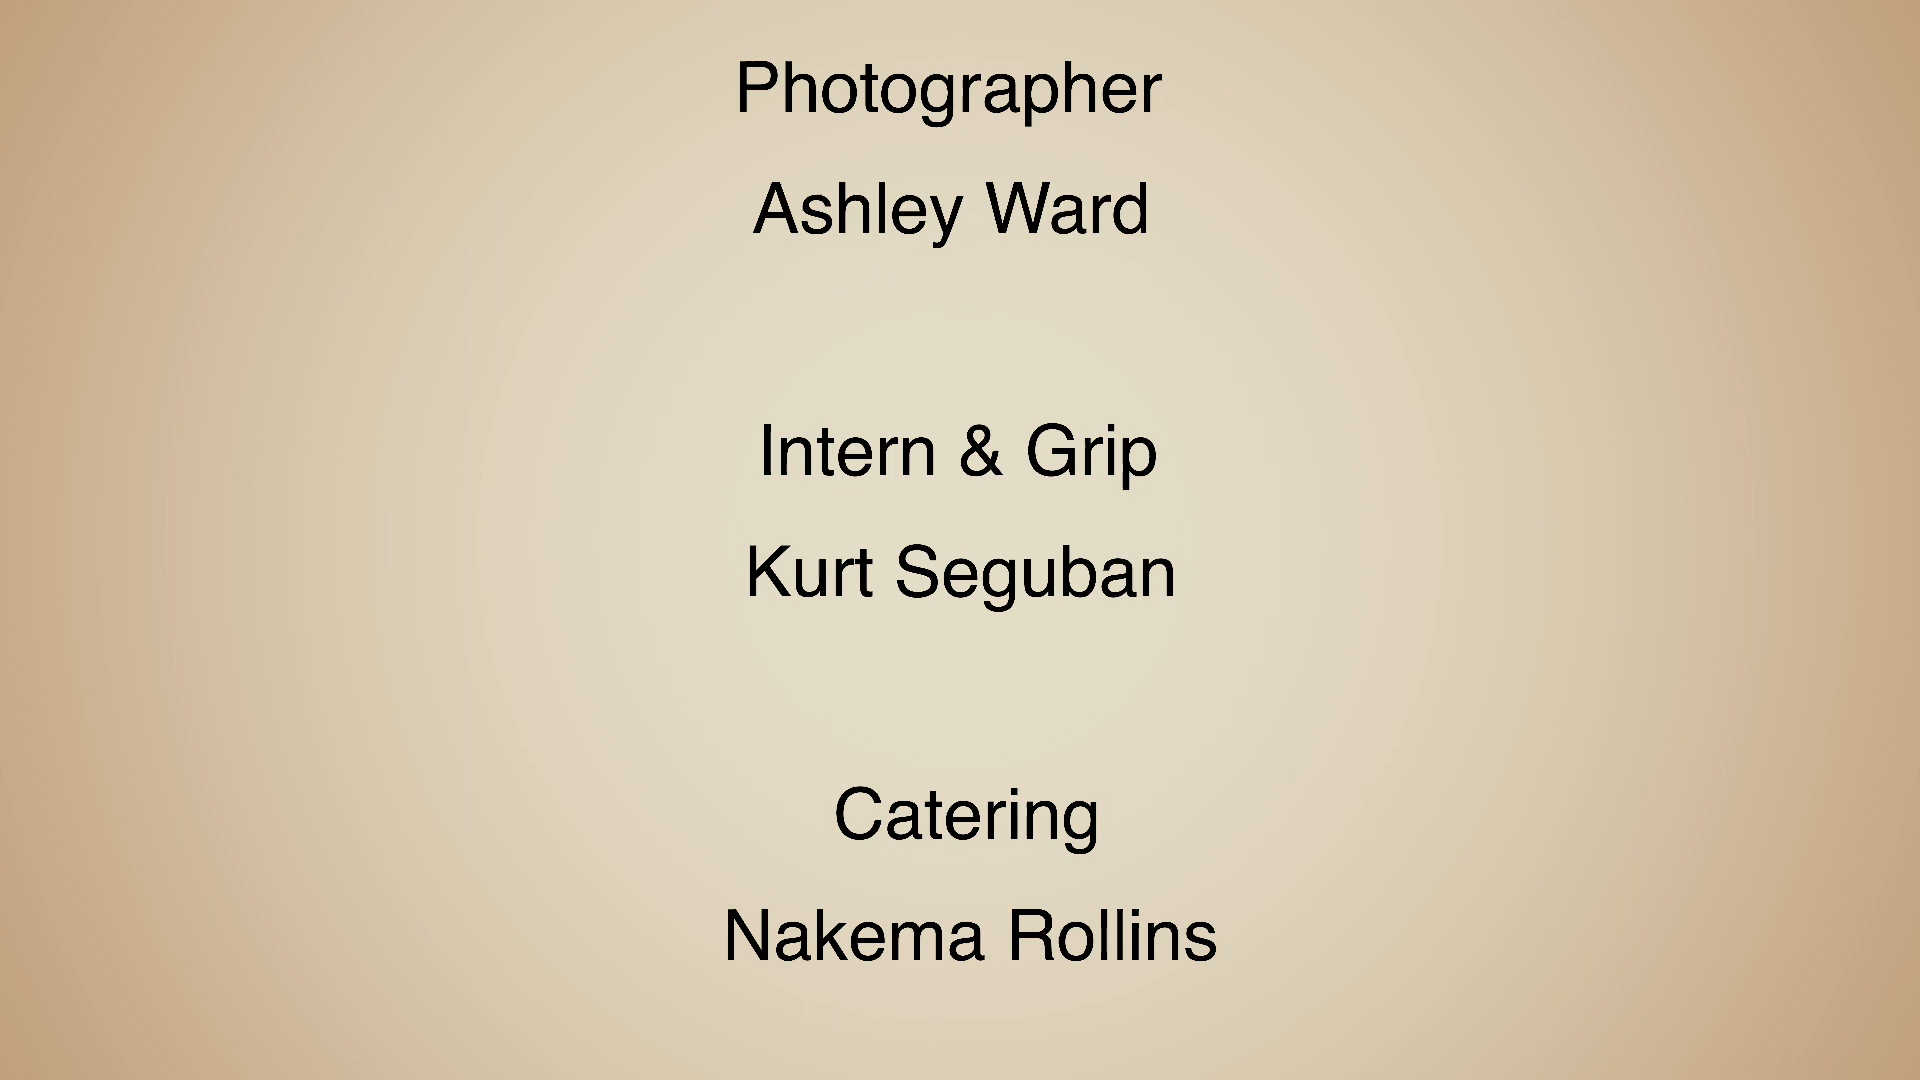 Photographer
Ashley Ward
Intern & Grip
Kurt Seguban
Catering
Nakema Rollins